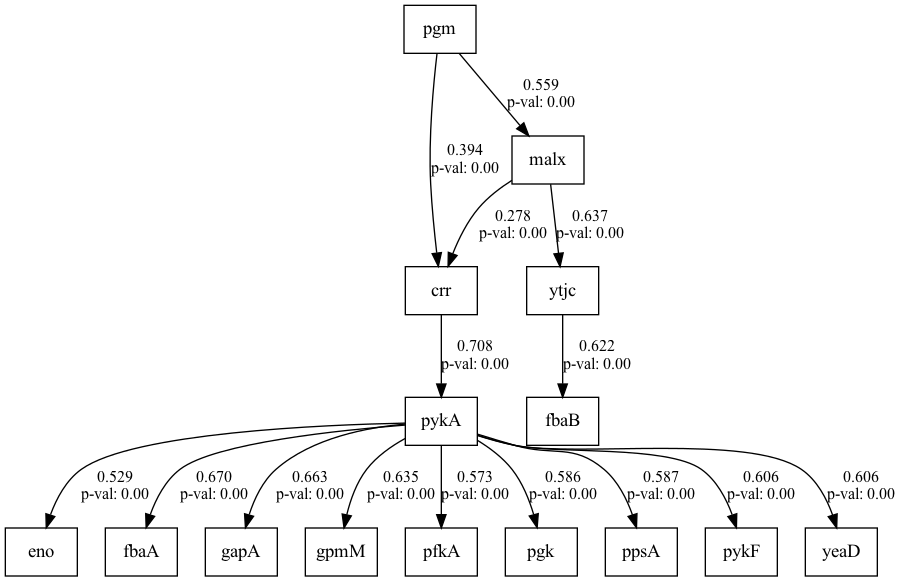 pgm
0.559
p-val: 0.00
0.394
p-val: 0.00
malx
0.278
p-val: 0.00
0.637
p-val: 0.00
crr
ytjc
0.708
p-val: 0.00
0.622
p-val: 0.00
pykA
fbaB
0.529
p-val: 0.00
0.670
p-val: 0.00
0.663
p-val: 0.00
0.635
p-val: 0.00
0.573
p-val: 0.00
0.586
p-val: 0.00
0.587
p-val: 0.00
0.606
p-val: 0.00
0.606
p-val: 0.00
eno
fbaA
gapA
gpmM
pfkA
pgk
ppsA
pykF
yeaD